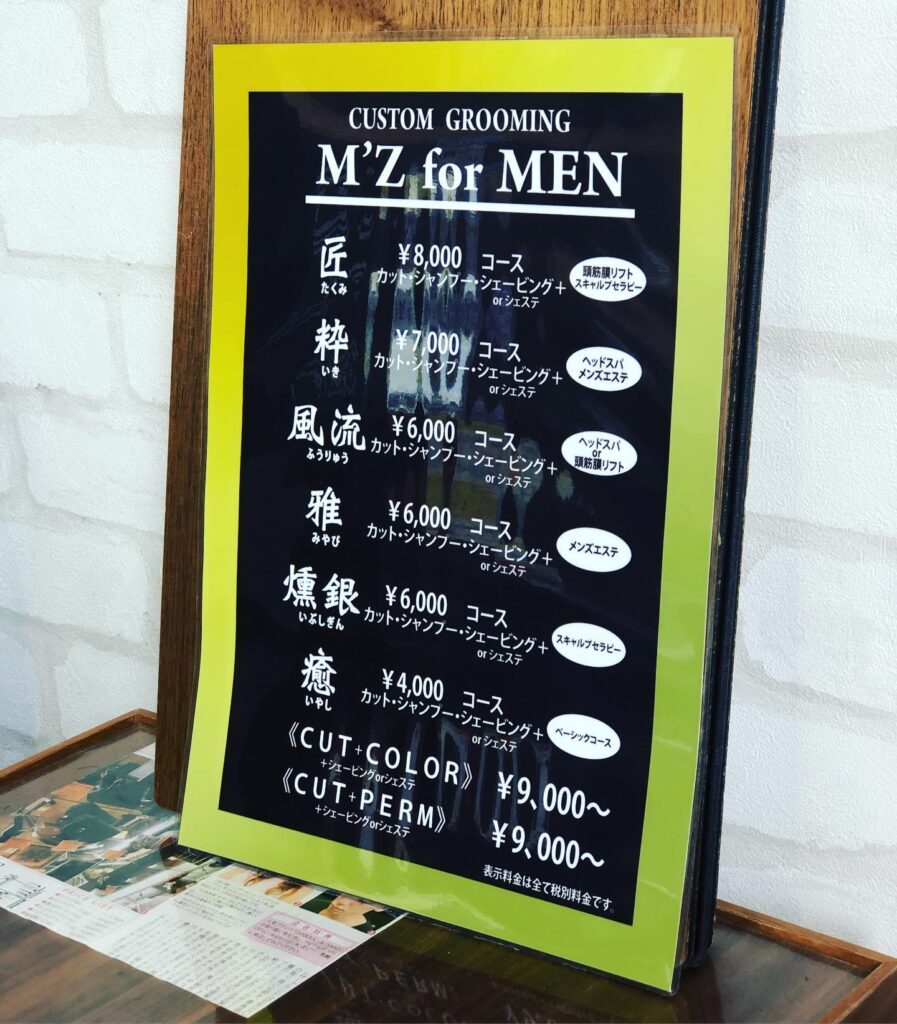 CUSTOM GROOMING
M'Z for MEN
匠
たくみ
¥8,000 コース
カット・シャンプー・シェービング+
or シェステ
頭筋膜リフト
スキャルプセラピー
粋
いき
¥7,000 コース
カット・シャンプー・シェービング+
or シェステ
ヘッドスパ
メンズエステ
風流
ふうりゅう
¥6,000 コース
カット・シャンプー・シェービング+
or シェステ
ヘッドスパ
or
頭筋膜リフト
雅
みやび
¥6,000 コース
カット・シャンプー・シェービング+
or シェステ
メンズエステ
燻銀
いぶしぎん
¥6,000 コース
カット・シャンプー・シェービング+
or シェステ
スキャルプセラピー
癒
いやし
¥4,000 コース
カット・シャンプー・シェービング+
or シェステ
ベーシックコース
《CUT+COLOR》 ¥9、000〜
+シェービングorシェステ
《CUT+PERM》 ¥9、000〜
+シェービングorシェステ
表示料金は全て税別料金です。